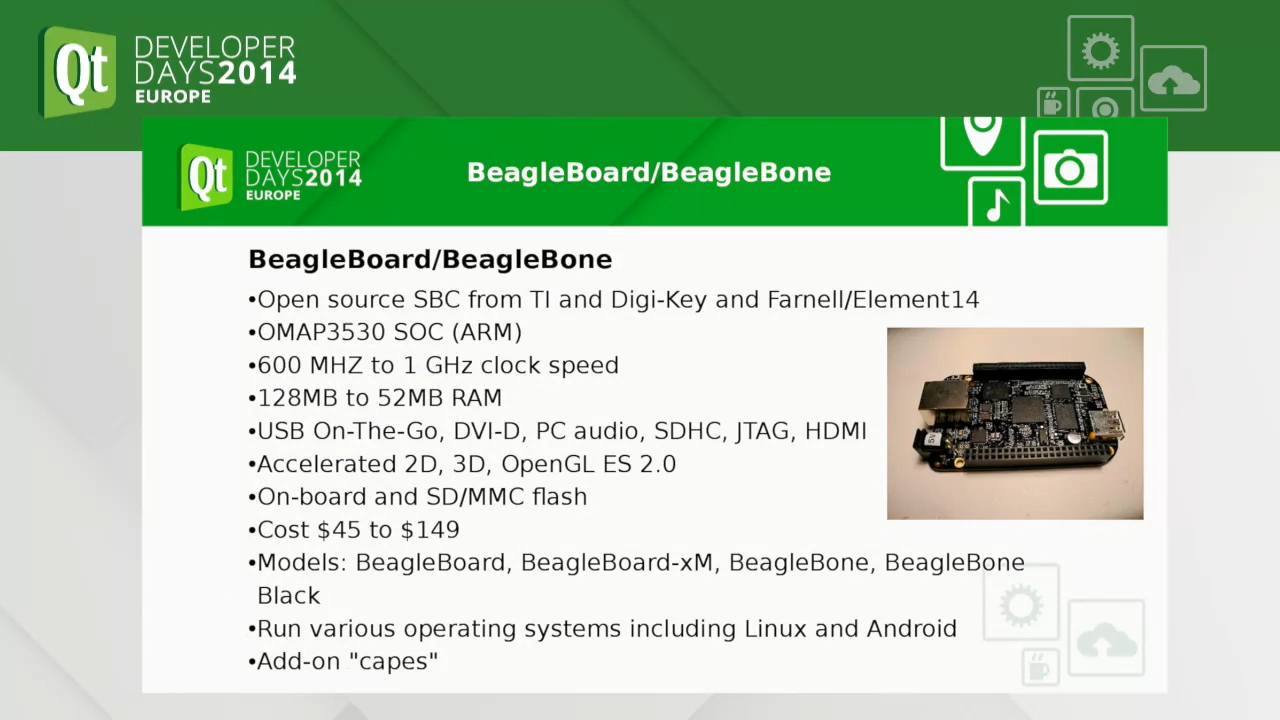 Qt DEVELOPER
DAYS2014
EUROPE
Qt DEVELOPER
DAYS2014
EUROPE
BeagleBoard/BeagleBone
BeagleBoard/BeagleBone
•Open source SBC from TI and Digi-Key and Farnell/Element14
•OMAP3530 SOC (ARM)
•600 MHZ to 1 GHz clock speed
•128MB to 52MB RAM
•USB On-The-Go, DVI-D, PC audio, SDHC, JTAG, HDMI
•Accelerated 2D, 3D, OpenGL ES 2.0
•On-board and SD/MMC flash
•Cost $45 to $149
•Models: BeagleBoard, BeagleBoard-xM, BeagleBone, BeagleBone
Black
•Run various operating systems including Linux and Android
•Add-on "capes"
5V